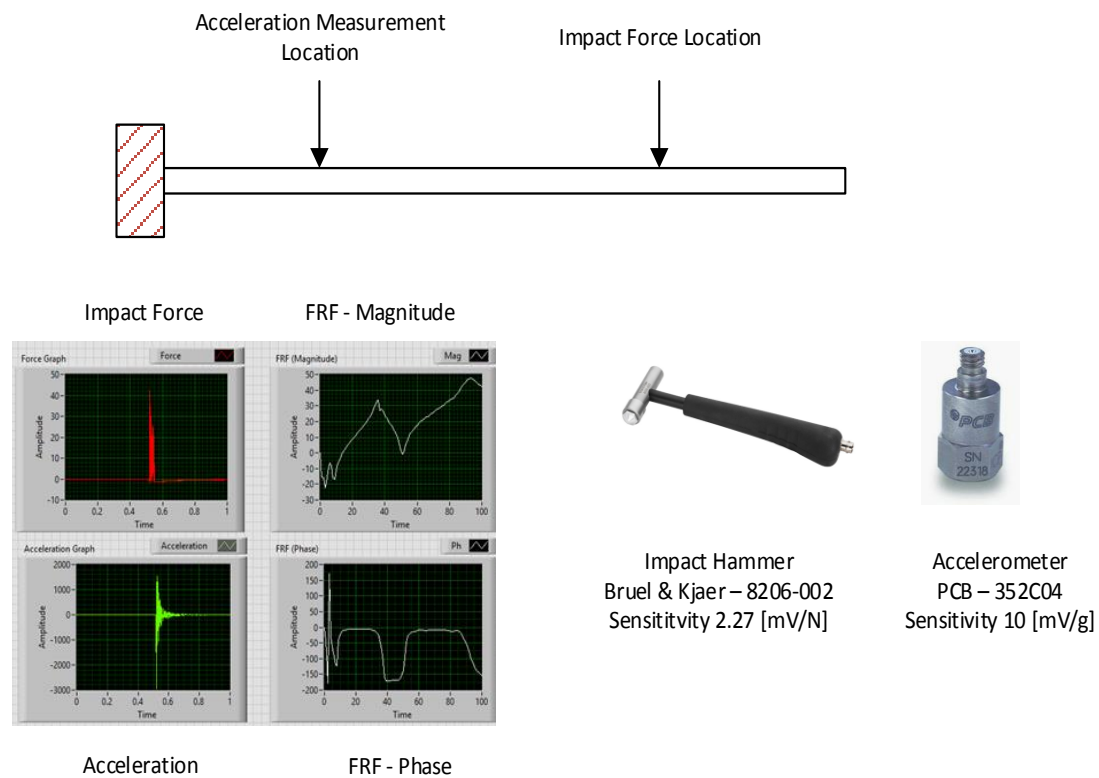 Acceleration Measurement
Location
Impact Force Location
Impact Force
FRF - Magnitude
Force Graph
Force
Amplitude
50
40
30
20
10
0
-10
0
0.2
0.4
0.6
0.8
1
Time
FRF (Magnitude)
Mag
Amplitude
50
40
30
20
10
0
-10
-20
-30
0
20
40
60
80
100
Time
Acceleration Graph
Acceleration
Amplitude
2000
1000
0
-1000
-2000
-3000
0
0.2
0.4
0.6
0.8
1
Time
FRF (Phase)
Ph
Amplitude
200
150
100
50
0
-50
-100
-150
-200
0
20
40
60
80
100
Time
Acceleration
FRF - Phase
PCB
SN
22318
Impact Hammer
Bruel & Kjaer – 8206-002
Sensititvity 2.27 [mV/N]
Accelerometer
PCB – 352C04
Sensitivity 10 [mV/g]